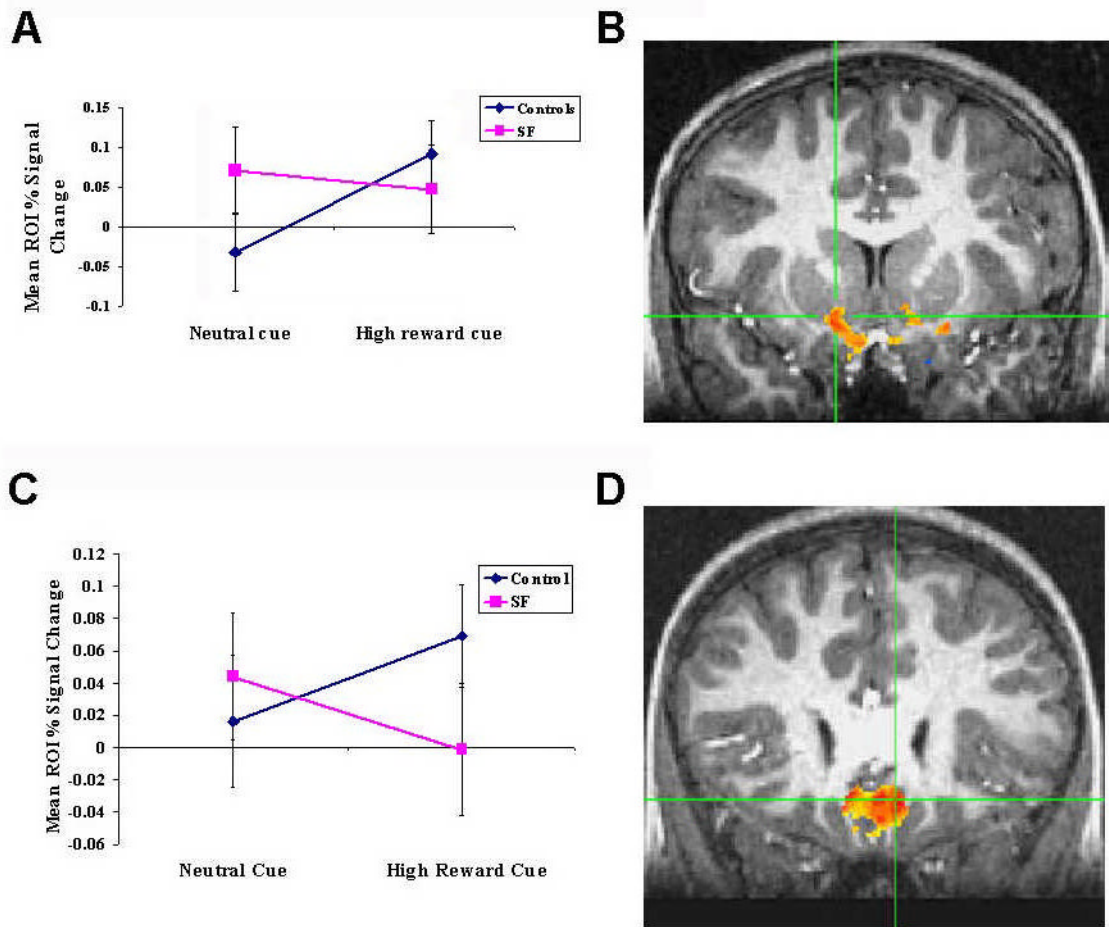 A
B
Mean ROI % Signal
Change
0.15
0.1
0.05
0
-0.05
-0.1
Neutral cue
High reward cue
Controls
SF
C
D
Mean ROI % Signal Change
0.12
0.1
0.08
0.06
0.04
0.02
0
-0.02
-0.04
-0.06
Neutral Cue
High Reward Cue
Control
SF